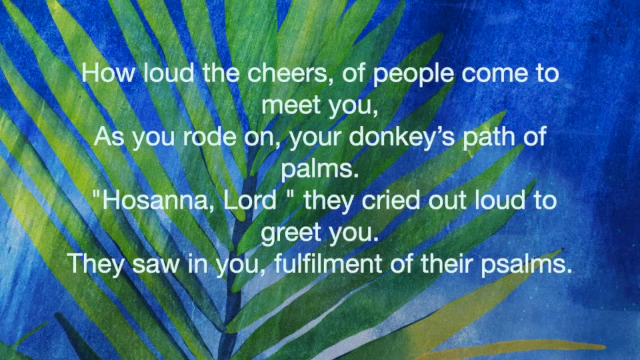 How loud the cheers, of people come to
meet you,
As you rode on, your donkey’s path of
palms.
"Hosanna, Lord " they cried out loud to
greet you.
They saw in you, fulfilment of their psalms.